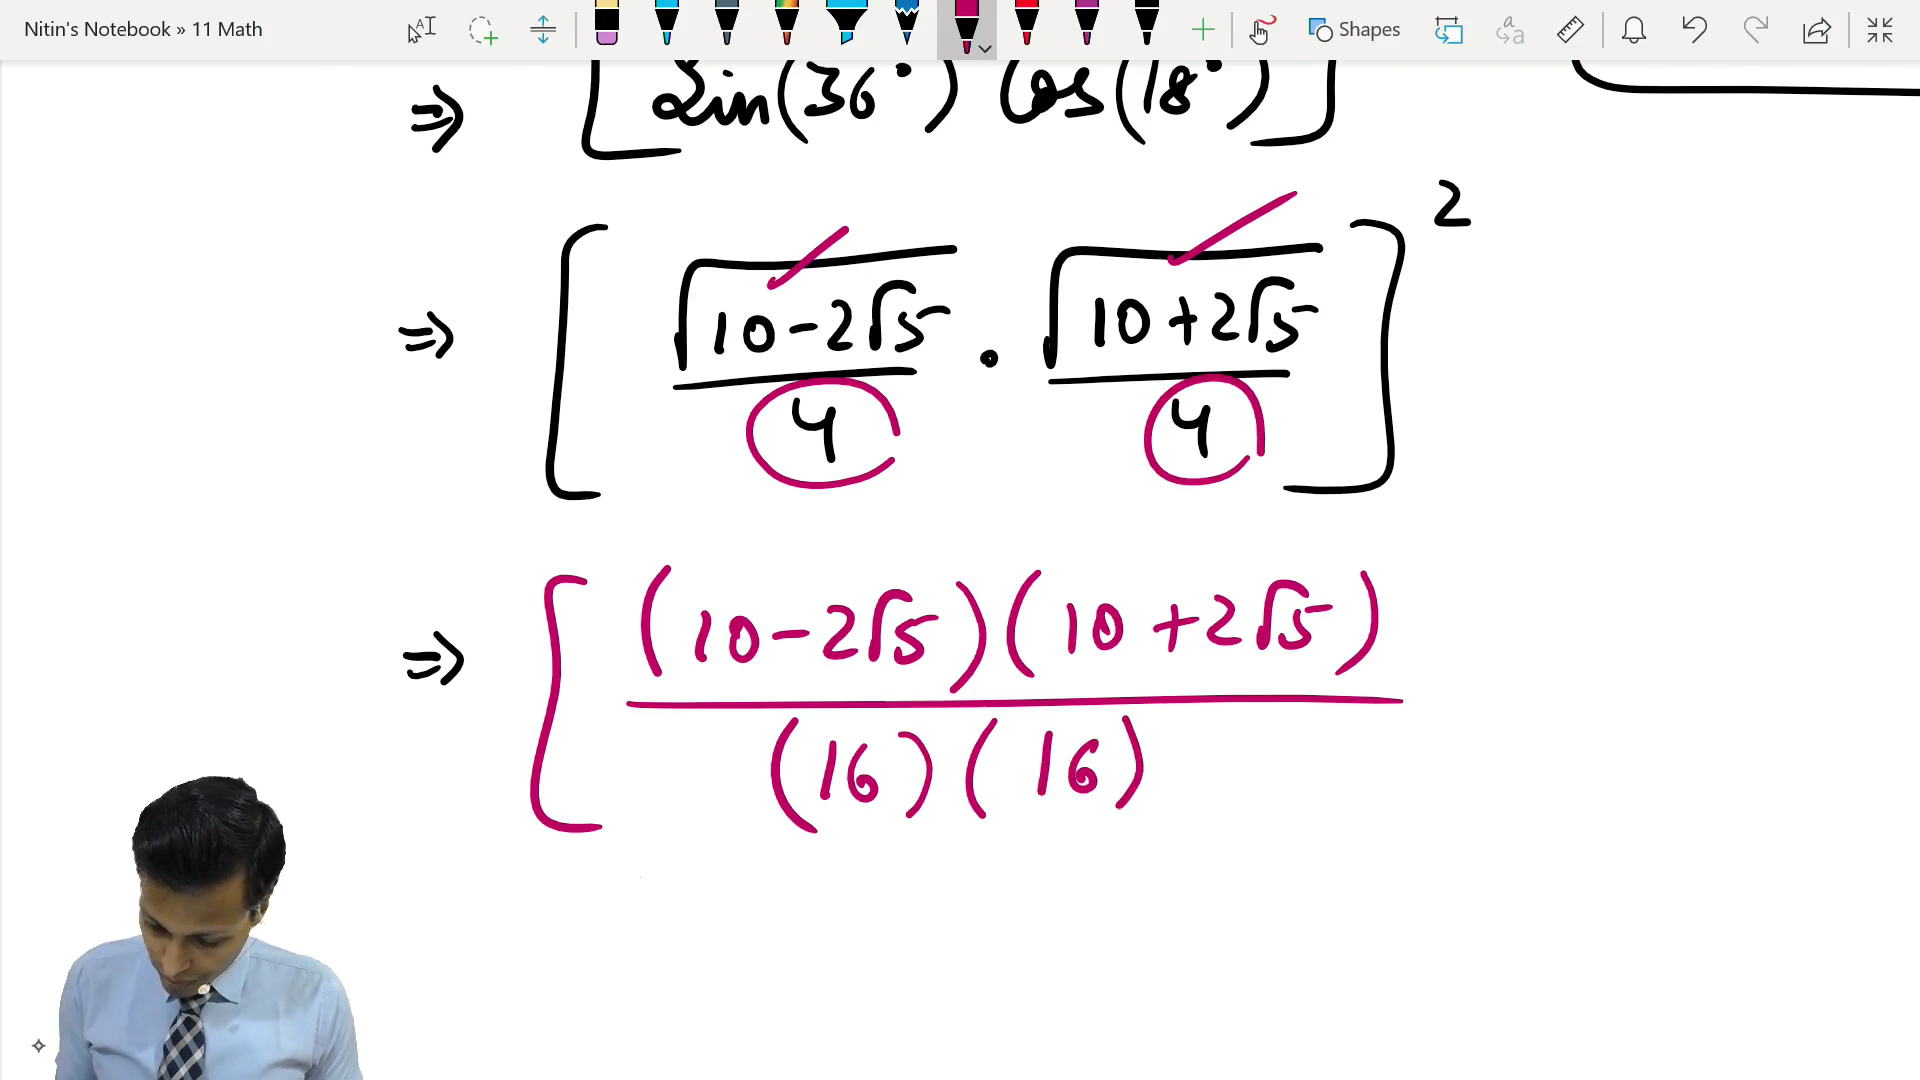 Nitin's Notebook » 11 Math
Shapes
⇒ [ Sin(36°) Cos(18°) ]
⇒ [ √(10-2√5)/4 · √(10+2√5)/4 ]²
⇒ [ (10-2√5)(10+2√5)
(16)(16)